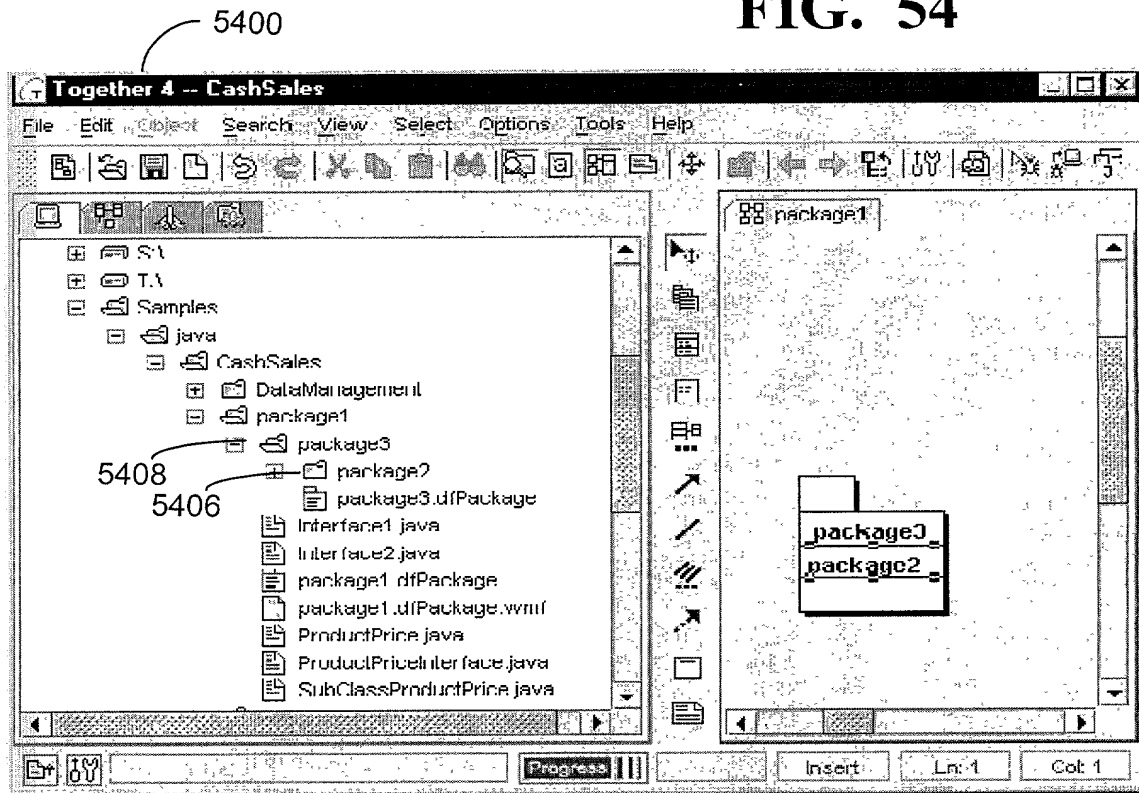 FIG. 54
5400
Together 4 -- CashSales
File Edit Object Search View Select Options Tools Help
package1
S:\
T:\
Samples
java
CashSales
DataManagement
package1
package3
package2
package3.dfPackage
5408
5406
Interface1.java
Interface2.java
package1.dfPackage
package1.dfPackage.wmf
ProductPrice.java
ProductPriceInterface.java
SubClassProductPrice.java
package3
package2
Progress
Insert
Ln: 1
Col: 1